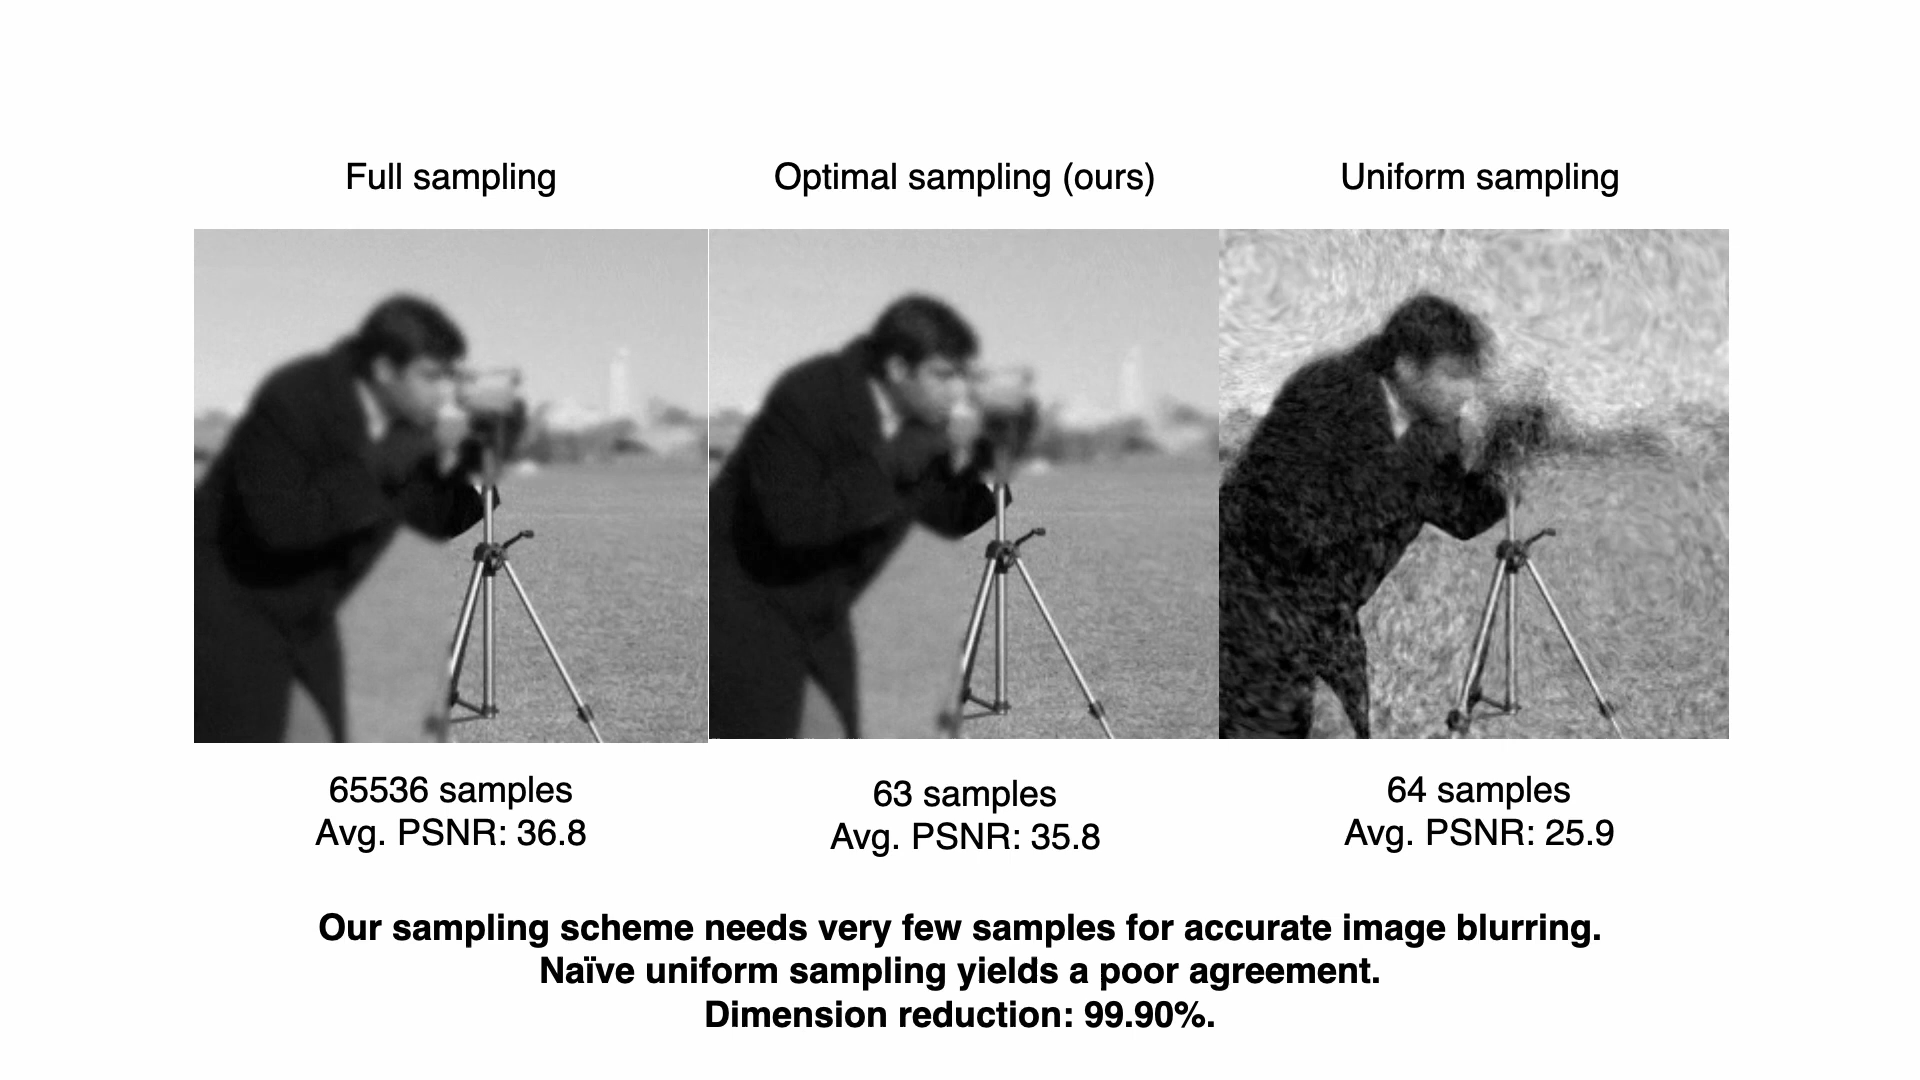 Full sampling
Optimal sampling (ours)
Uniform sampling
65536 samples
Avg. PSNR: 36.8
63 samples
Avg. PSNR: 35.8
64 samples
Avg. PSNR: 25.9
Our sampling scheme needs very few samples for accurate image blurring.
Naïve uniform sampling yields a poor agreement.
Dimension reduction: 99.90%.